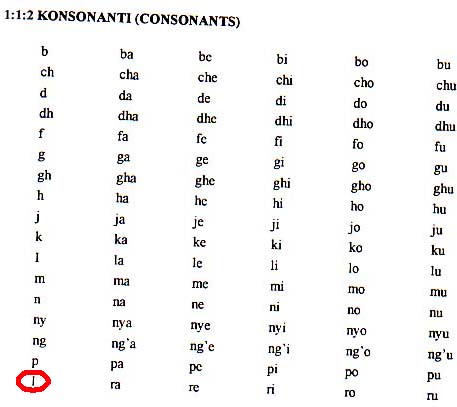 1:1:2 KONSONANTI (CONSONANTS)
b ba be bi bo bu
ch cha che chi cho chu
d da de di do du
dh dha dhe dhi dho dhu
f fa fe fi fo fu
g ga ge gi go gu
gh gha ghe ghi gho ghu
h ha he hi ho hu
j ja je ji jo ju
k ka ke ki ko ku
l la le li lo lu
m ma me mi mo mu
n na ne ni no nu
ny nya nye nyi nyo nyu
ng ng'a ng'e ng'i ng'o ng'u
p pa pe pi po pu
ra re ri ro ru